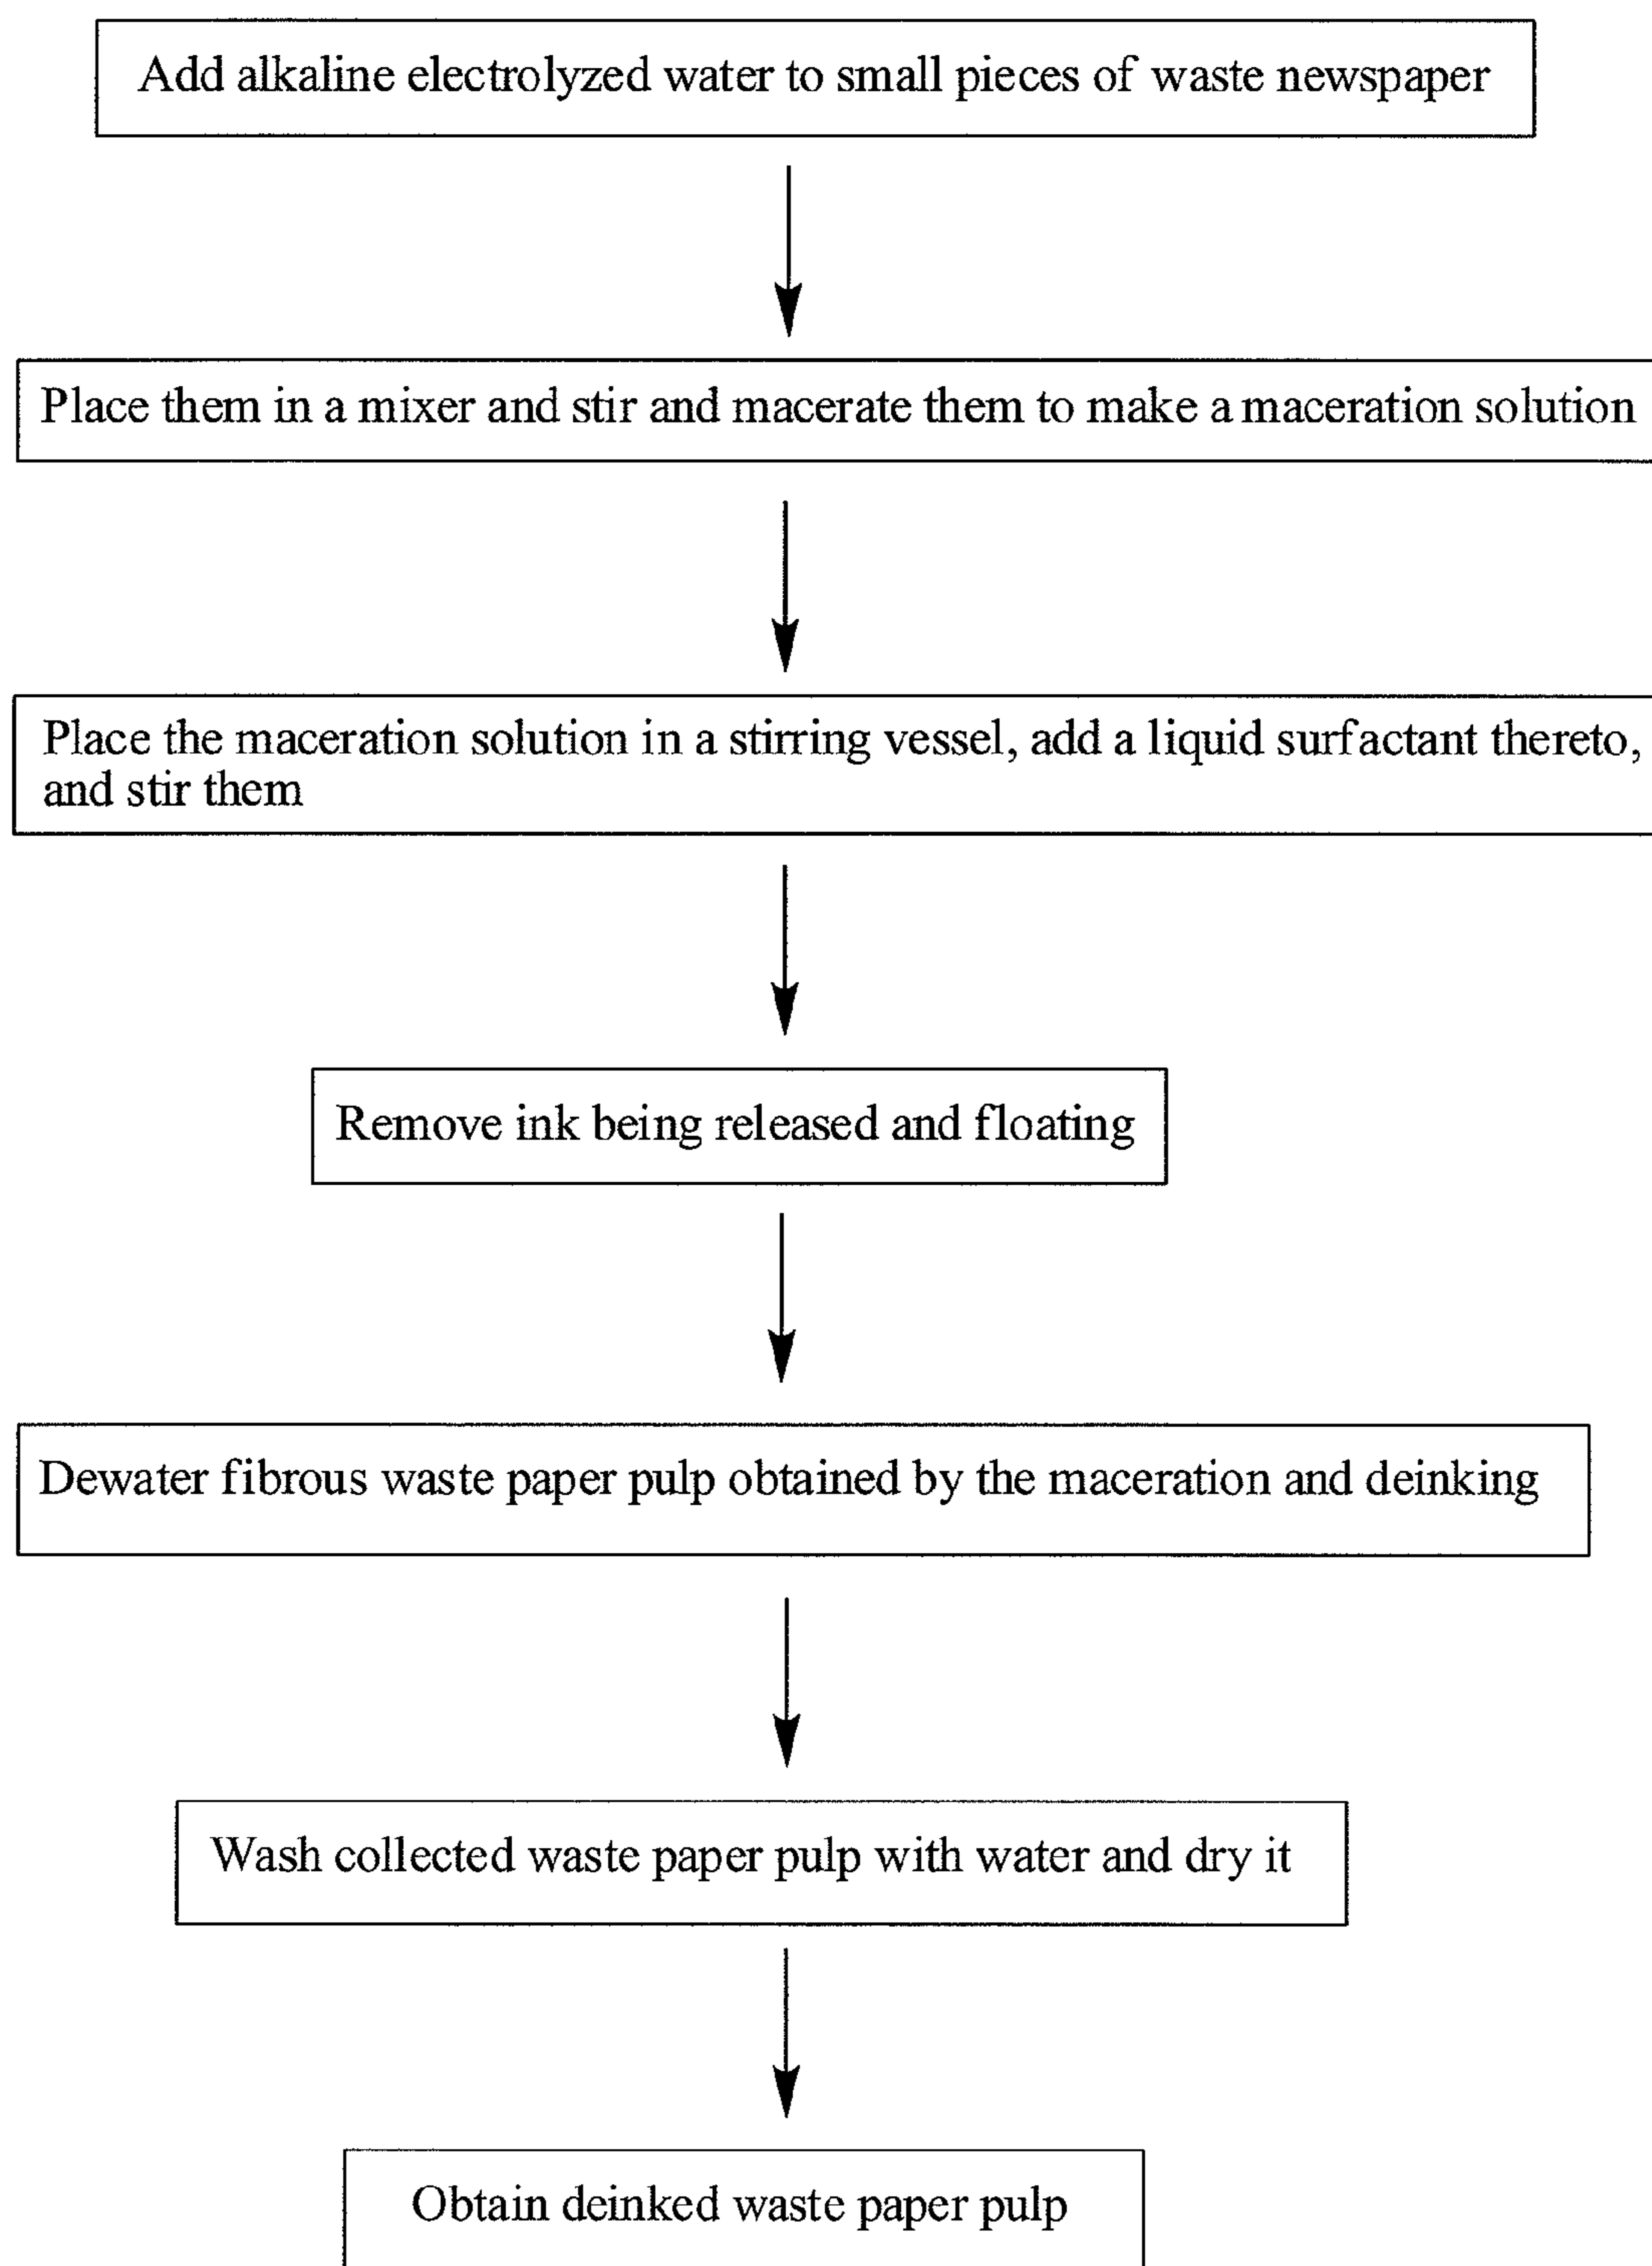 Add alkaline electrolyzed water to small pieces of waste newspaper
Place them in a mixer and stir and macerate them to make a maceration solution
Place the maceration solution in a stirring vessel, add a liquid surfactant thereto,
and stir them
Remove ink being released and floating
Dewater fibrous waste paper pulp obtained by the maceration and deinking
Wash collected waste paper pulp with water and dry it
Obtain deinked waste paper pulp